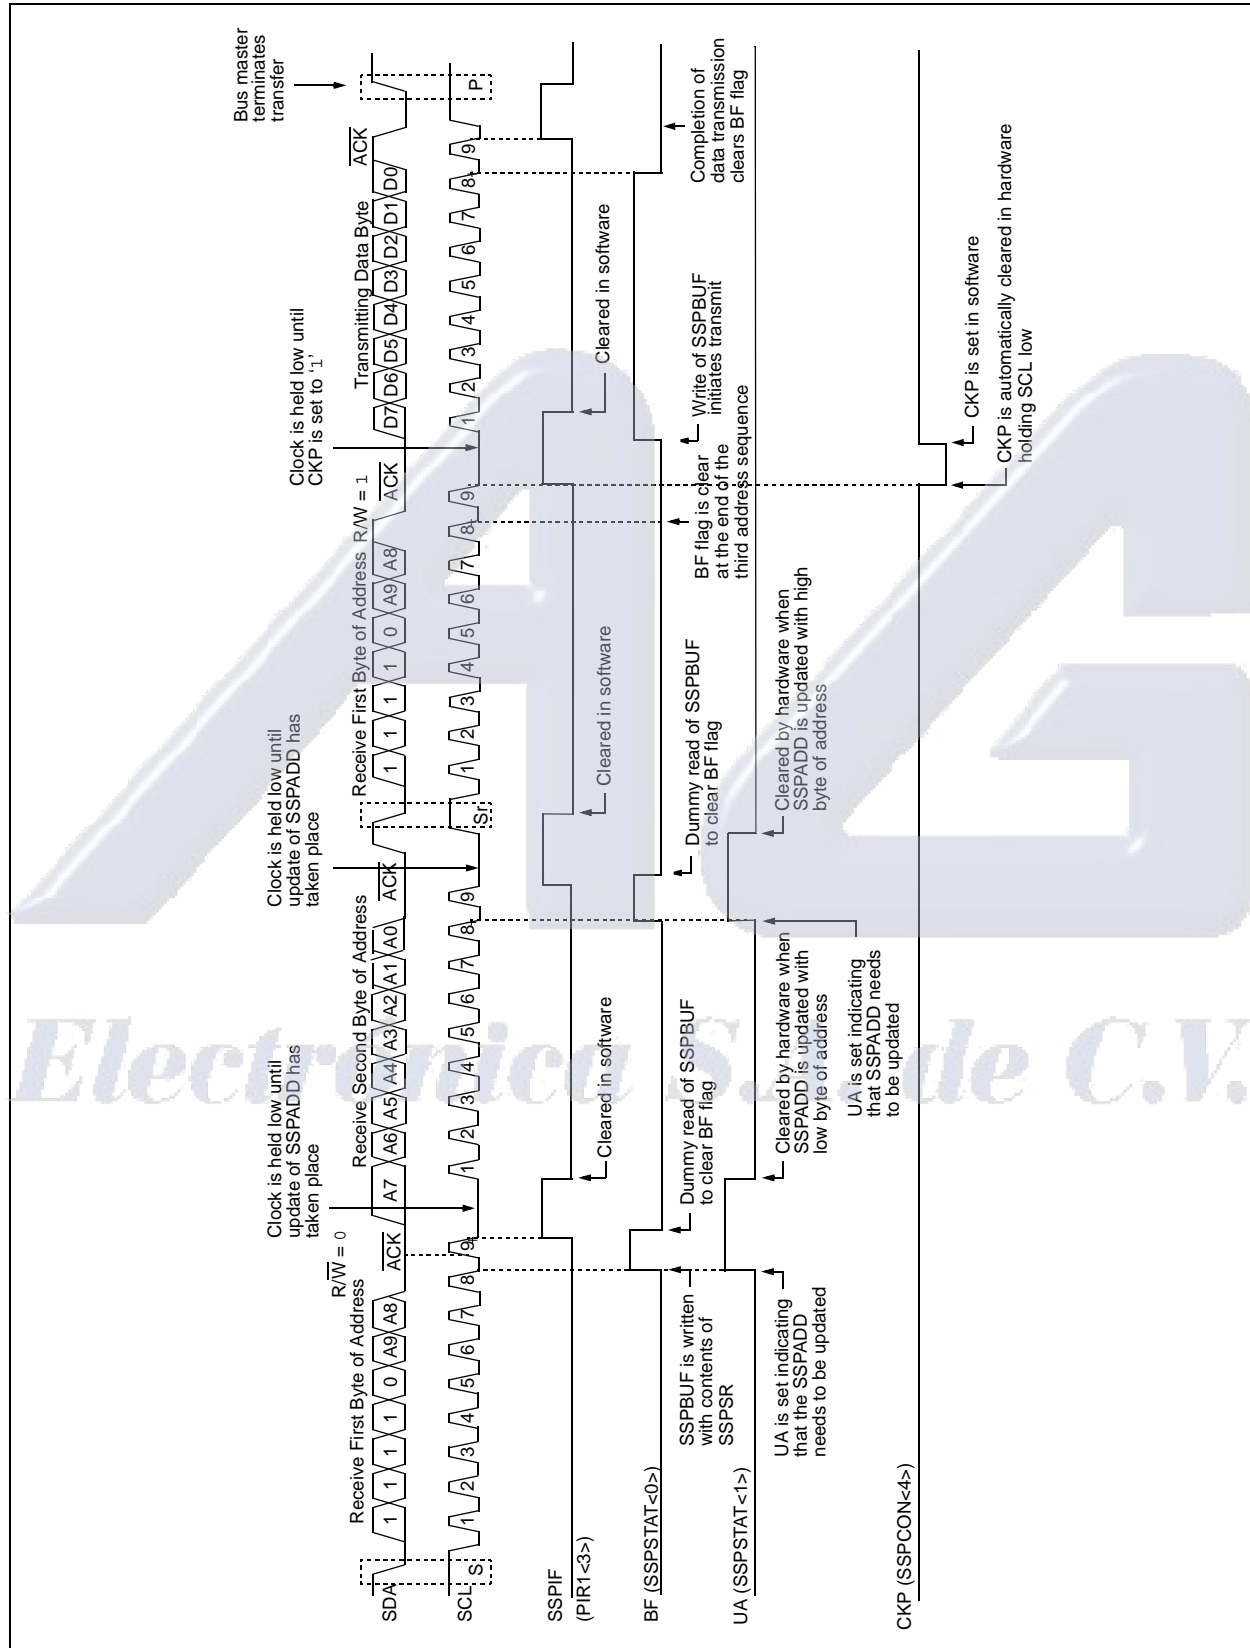 Bus master
terminates
transfer
Clock is held low until
CKP is set to ‘1’
Clock is held low until
update of SSPADD has
taken place
Clock is held low until
update of SSPADD has
taken place
R/W = 0
Receive First Byte of Address
Receive Second Byte of Address
Receive First Byte of Address R/W = 1
Transmitting Data Byte
SDA 1 1 1 1 0 A9 A8 ACK A7 A6 A5 A4 A3 A2 A1 A0 ACK 1 1 1 1 0 A9 A8 ACK D7 D6 D5 D4 D3 D2 D1 D0 ACK
SCL S 1 2 3 4 5 6 7 8 9 1 2 3 4 5 6 7 8 9 Sr 1 2 3 4 5 6 7 8 9 1 2 3 4 5 6 7 8 9 P
SSPIF
(PIR1<3>)
Cleared in software
Cleared in software
Cleared in software
BF (SSPSTAT<0>)
SSPBUF is written
with contents of
SSPSR
Dummy read of SSPBUF
to clear BF flag
Dummy read of SSPBUF
to clear BF flag
BF flag is clear
at the end of the
third address sequence
Write of SSPBUF
initiates transmit
Completion of
data transmission
clears BF flag
UA (SSPSTAT<1>)
UA is set indicating
that the SSPADD
needs to be updated
Cleared by hardware when
SSPADD is updated with
low byte of address
UA is set indicating
that SSPADD needs
to be updated
Cleared by hardware when
SSPADD is updated with high
byte of address
CKP (SSPCON<4>)
CKP is set in software
CKP is automatically cleared in hardware
holding SCL low
AG
Electrónica S.A. de C.V.